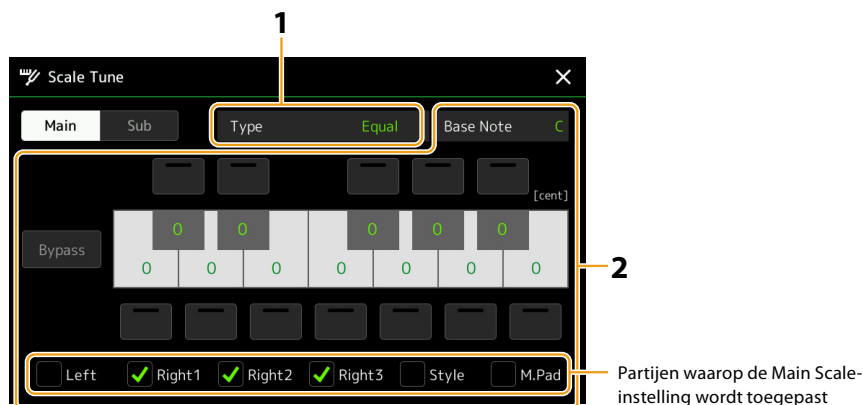 1
Scale Tune
Main Sub Type Equal Base Note C
[cent]
0 0 0 0 0
Bypass
0 0 0 0 0 0 0
2
Left Right1 Right2 Right3 Style M.Pad
Partijen waarop de Main Scale-
instelling wordt toegepast